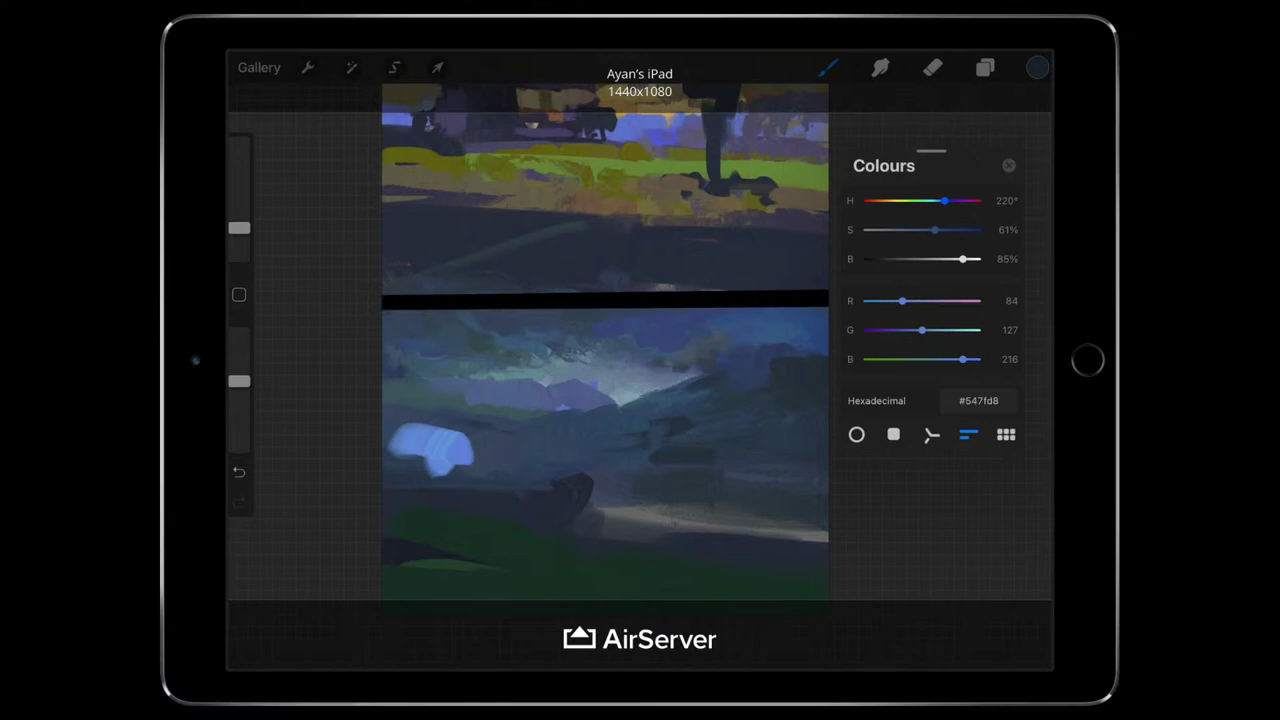 Gallery
Ayan's iPad
1440x1080
Colours
H 220°
S 61%
B 85%
R 84
G 127
B 216
Hexadecimal #547fd8
AirServer